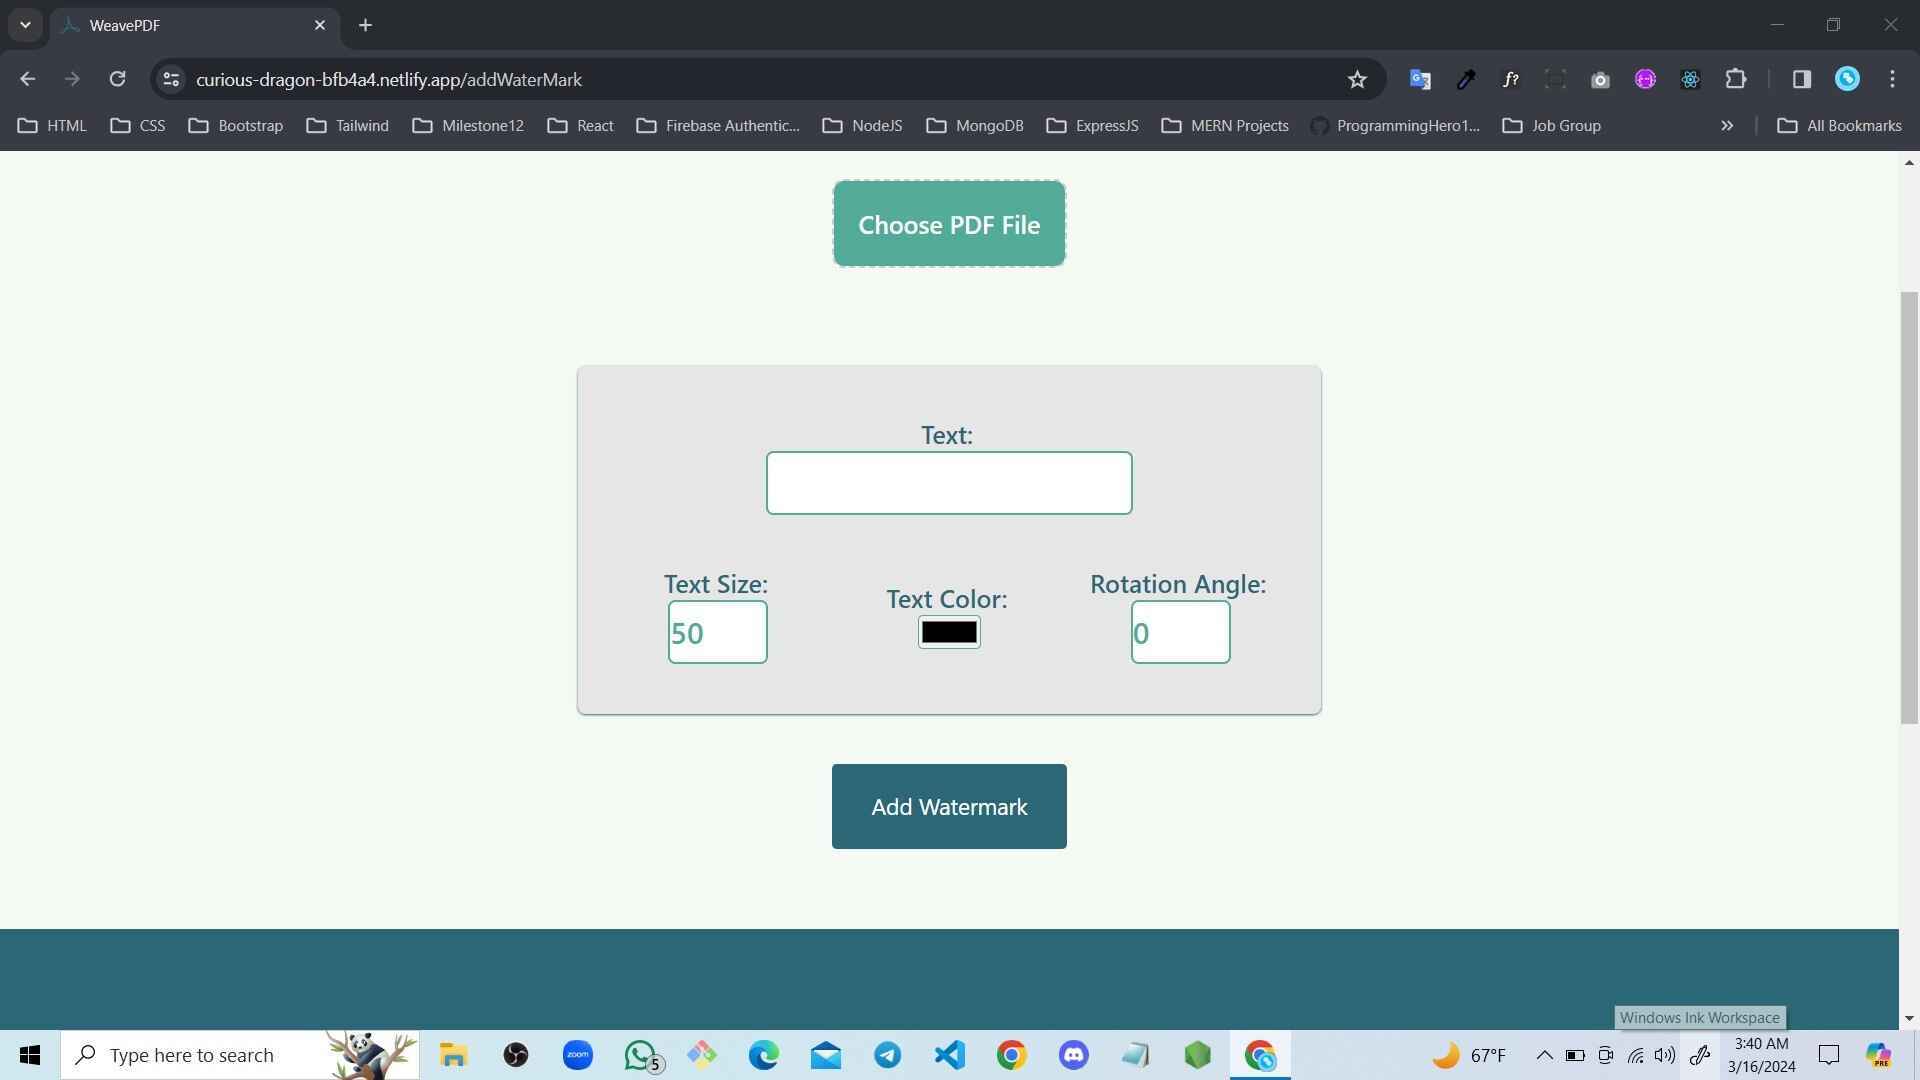 WeavePDF
curious-dragon-bfb4a4.netlify.app/addWaterMark
HTML CSS Bootstrap Tailwind Milestone12 React Firebase Authentic... NodeJS MongoDB ExpressJS MERN Projects ProgrammingHero1... Job Group » All Bookmarks
Choose PDF File
Text:
Text Size: Text Color: Rotation Angle:
50 0
Add Watermark
Windows Ink Workspace
Type here to search
zoom
5
67°F
3:40 AM
3/16/2024
PRE